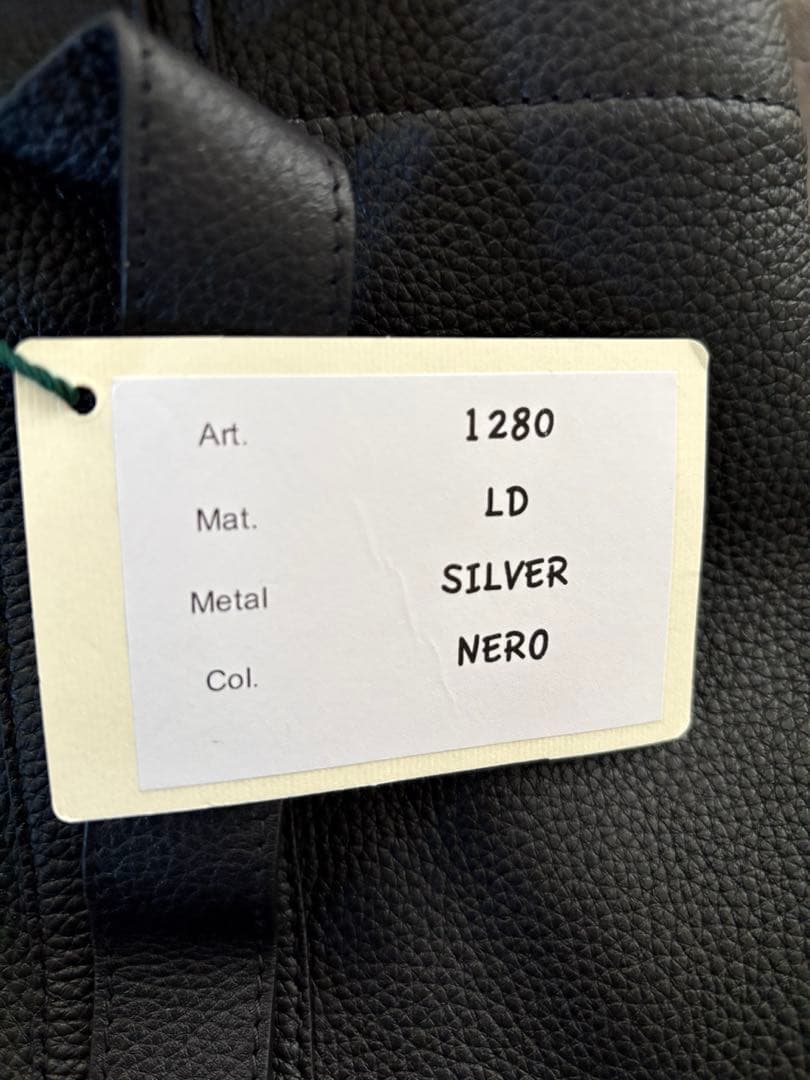 Art. 1280
Mat. LD
Metal SILVER
Col. NERO